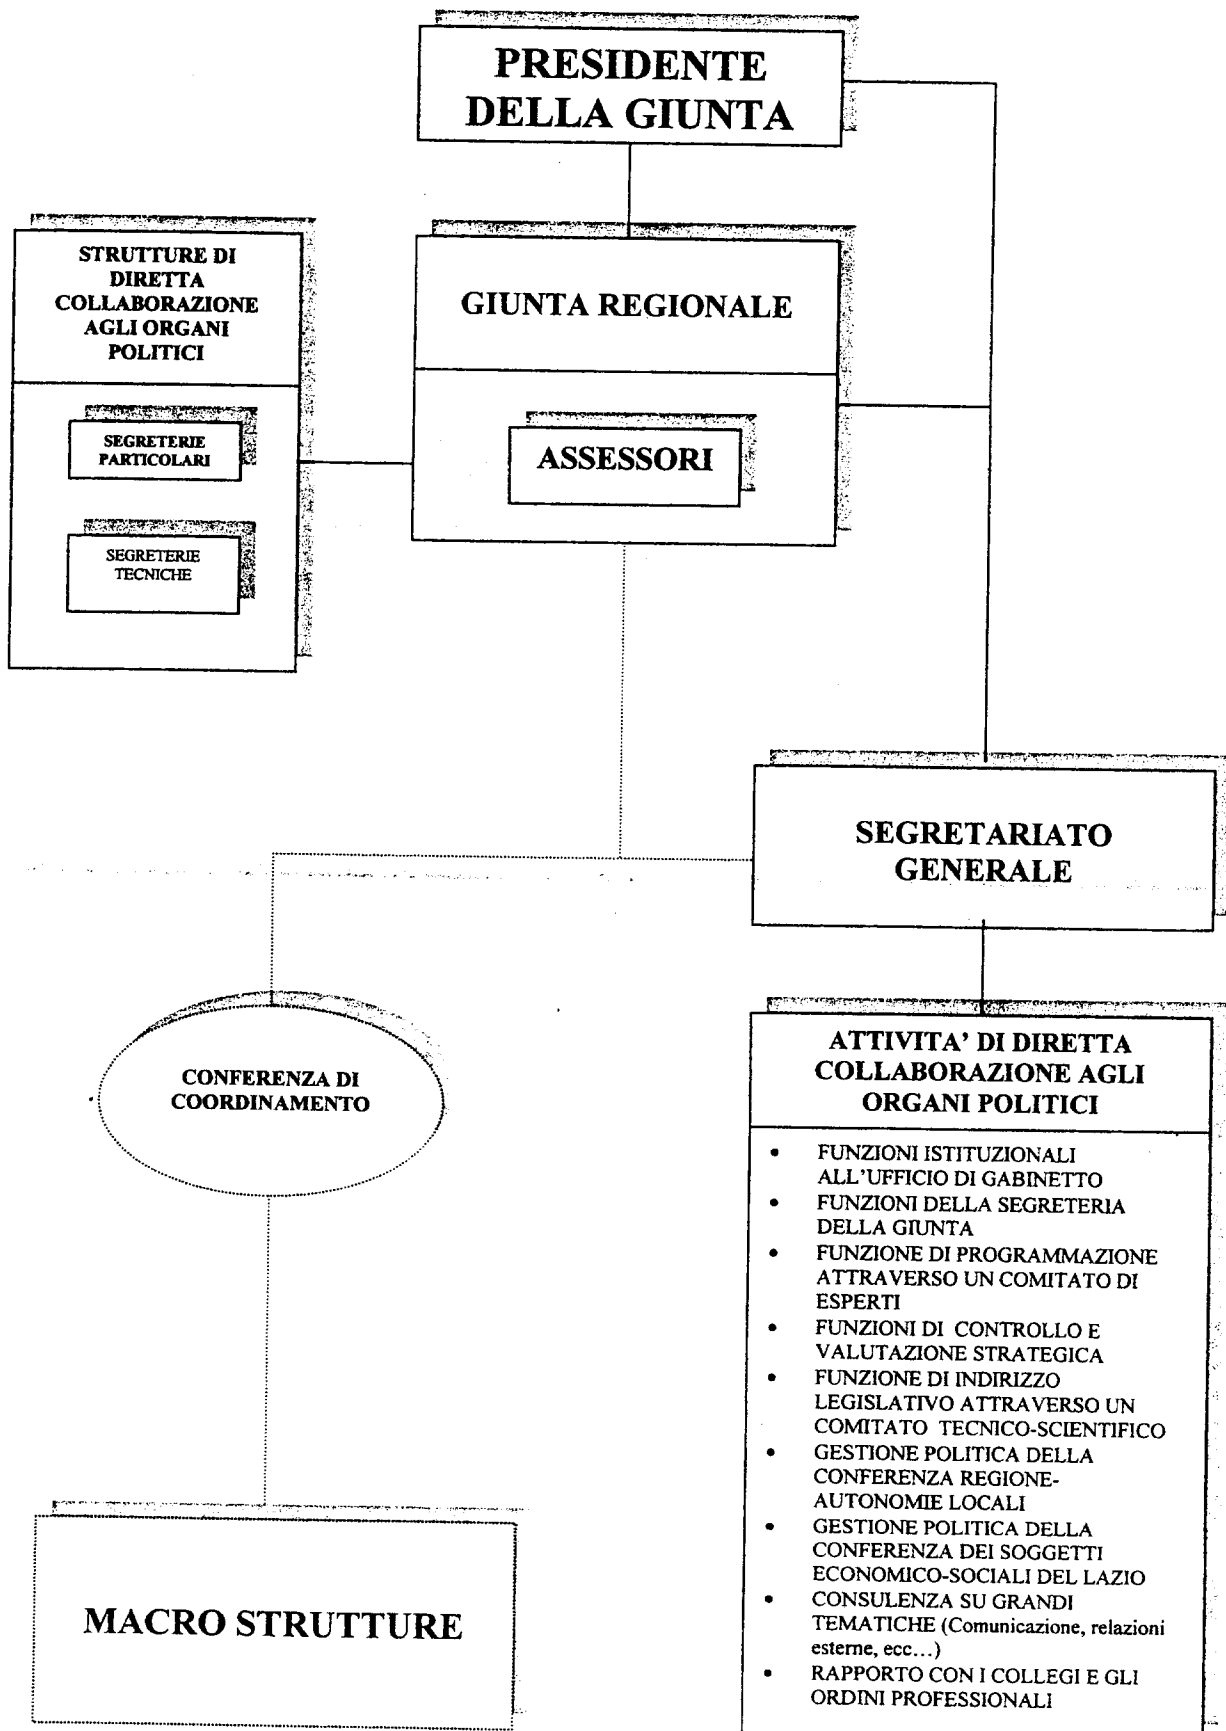 PRESIDENTE
DELLA GIUNTA
STRUTTURE DI
DIRETTA
COLLABORAZIONE
AGLI ORGANI
POLITICI
SEGRETERIE
PARTICOLARI
SEGRETERIE
TECNICHE
GIUNTA REGIONALE
ASSESSORI
SEGRETARIATO
GENERALE
CONFERENZA DI
COORDINAMENTO
MACRO STRUTTURE
ATTIVITA' DI DIRETTA
COLLABORAZIONE AGLI
ORGANI POLITICI
• FUNZIONI ISTITUZIONALI
ALL'UFFICIO DI GABINETTO
• FUNZIONI DELLA SEGRETERIA
DELLA GIUNTA
• FUNZIONE DI PROGRAMMAZIONE
ATTRAVERSO UN COMITATO DI
ESPERTI
• FUNZIONI DI CONTROLLO E
VALUTAZIONE STRATEGICA
• FUNZIONE DI INDIRIZZO
LEGISLATIVO ATTRAVERSO UN
COMITATO TECNICO-SCIENTIFICO
• GESTIONE POLITICA DELLA
CONFERENZA REGIONE-
AUTONOMIE LOCALI
• GESTIONE POLITICA DELLA
CONFERENZA DEI SOGGETTI
ECONOMICO-SOCIALI DEL LAZIO
• CONSULENZA SU GRANDI
TEMATICHE (Comunicazione, relazioni
esterne, ecc...)
• RAPPORTO CON I COLLEGI E GLI
ORDINI PROFESSIONALI